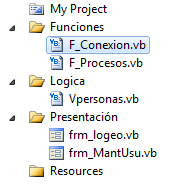 My Project
Funciones
F_Conexion.vb
F_Procesos.vb
Logica
Vpersonas.vb
Presentación
frm_logeo.vb
frm_MantUsu.vb
Resources